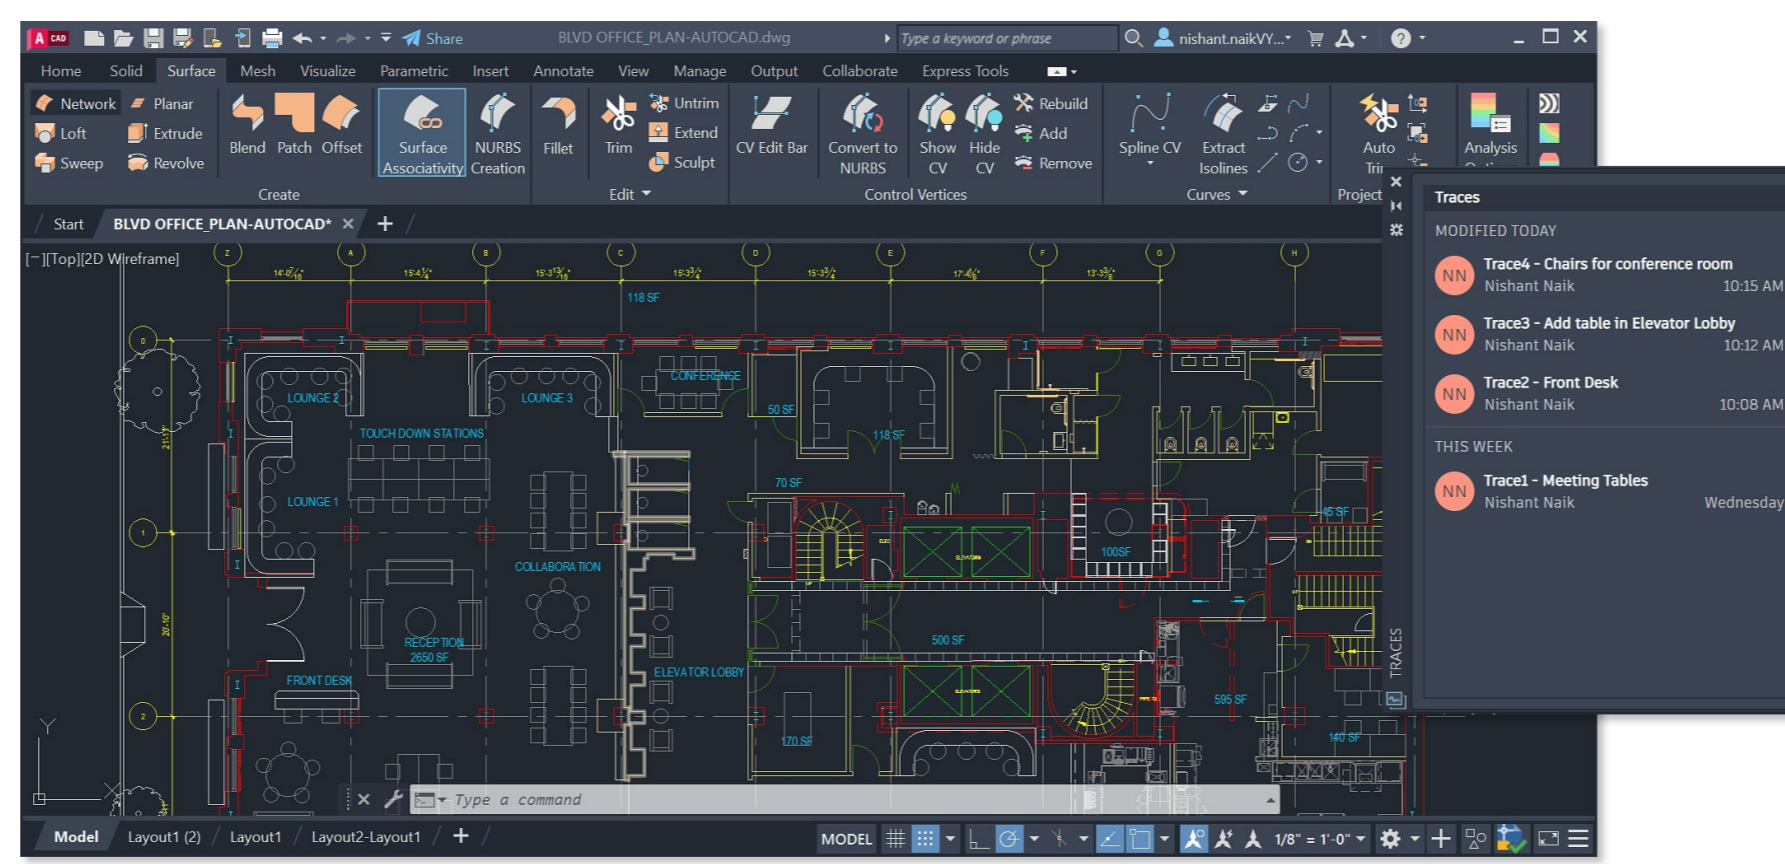 A CAD
Share
BLVD OFFICE_PLAN-AUTOCAD.dwg
Type a keyword or phrase
nishant.naikVY...
Home Solid Surface Mesh Visualize Parametric Insert Annotate View Manage Output Collaborate Express Tools
Network Planar
Loft Extrude
Sweep Revolve
Blend Patch Offset
Surface Associativity
NURBS Creation
Create
Fillet
Trim
Untrim
Extend
Sculpt
Edit
CV Edit Bar
Convert to NURBS
Show CV
Hide CV
Rebuild
Add
Remove
Control Vertices
Spline CV
Extract Isolines
Curves
Auto
Project
Analysis
Start
BLVD OFFICE_PLAN-AUTOCAD*
[−][Top][2D Wireframe]
Z A B C D E F G H
118 SF
0
CONFERENCE
LOUNGE 2
LOUNGE 3
50 SF
TOUCH DOWN STATIONS
118 SF
70 SF
LOUNGE 1
45 SF
1
ELEVATORS
100SF
COLLABORATION
20'-10"
RECEPTION
2650 SF
500 SF
FRONT DESK
ELEVATOR LOBBY
ELEVATORS
595 SF
2
170 SF
140 SF
Y
X
Type a command
Traces
MODIFIED TODAY
NN
Trace4 - Chairs for conference room
Nishant Naik 10:15 AM
NN
Trace3 - Add table in Elevator Lobby
Nishant Naik 10:12 AM
NN
Trace2 - Front Desk
Nishant Naik 10:08 AM
THIS WEEK
NN
Trace1 - Meeting Tables
Nishant Naik Wednesday
TRACES
Model Layout1 (2) Layout1 Layout2-Layout1
MODEL
1/8" = 1'-0"